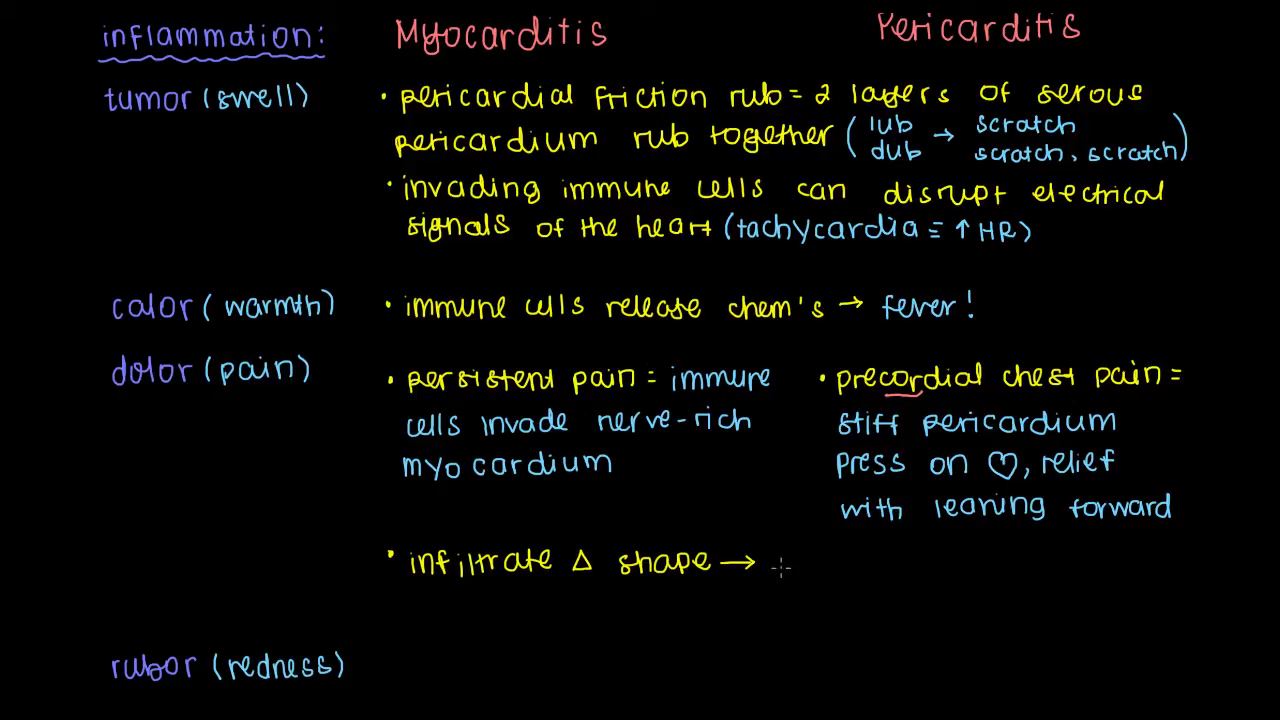 inflammation: Myocarditis Pericarditis
tumor (swell) • pericardial friction rub = 2 layers of serous
pericardium rub together (lub → scratch
dub scratch, scratch)
• invading immune cells can disrupt electrical
signals of the heart (tachycardia = ↑ HR)
calor (warmth) • immune cells release chem's → fever!
dolor (pain) • persistent pain = immune • precordial chest pain =
cells invade nerve-rich stiff pericardium
myocardium press on ♡, relief
with leaning forward
• infiltrate Δ shape →
rubor (redness)